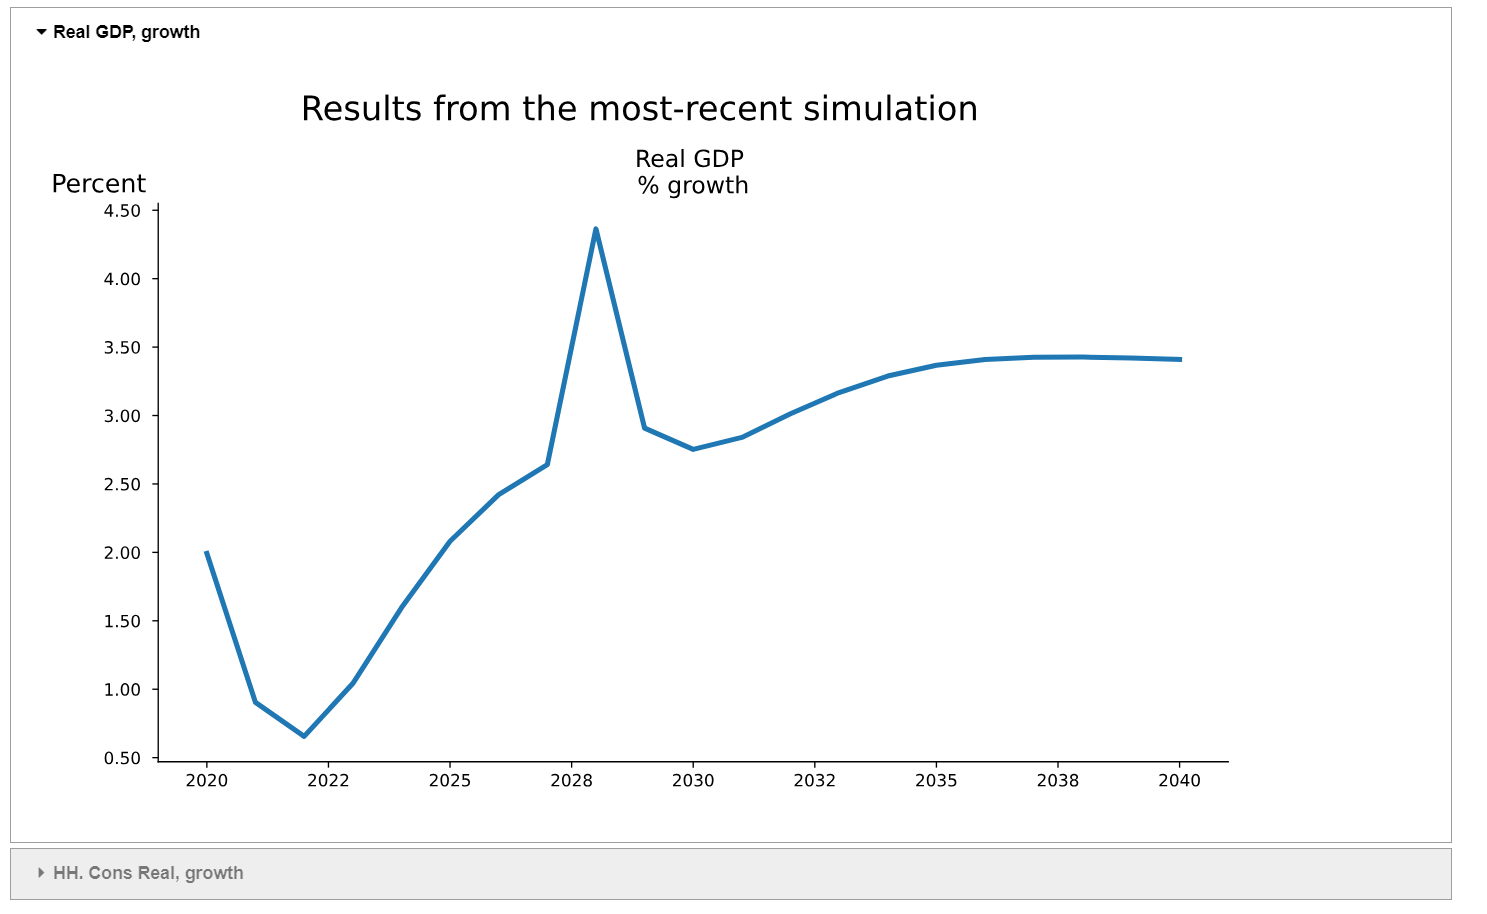 Real GDP, growth
Results from the most-recent simulation
Real GDP
% growth
Percent
4.50
4.00
3.50
3.00
2.50
2.00
1.50
1.00
0.50
2020 2022 2025 2028 2030 2032 2035 2038 2040
HH. Cons Real, growth